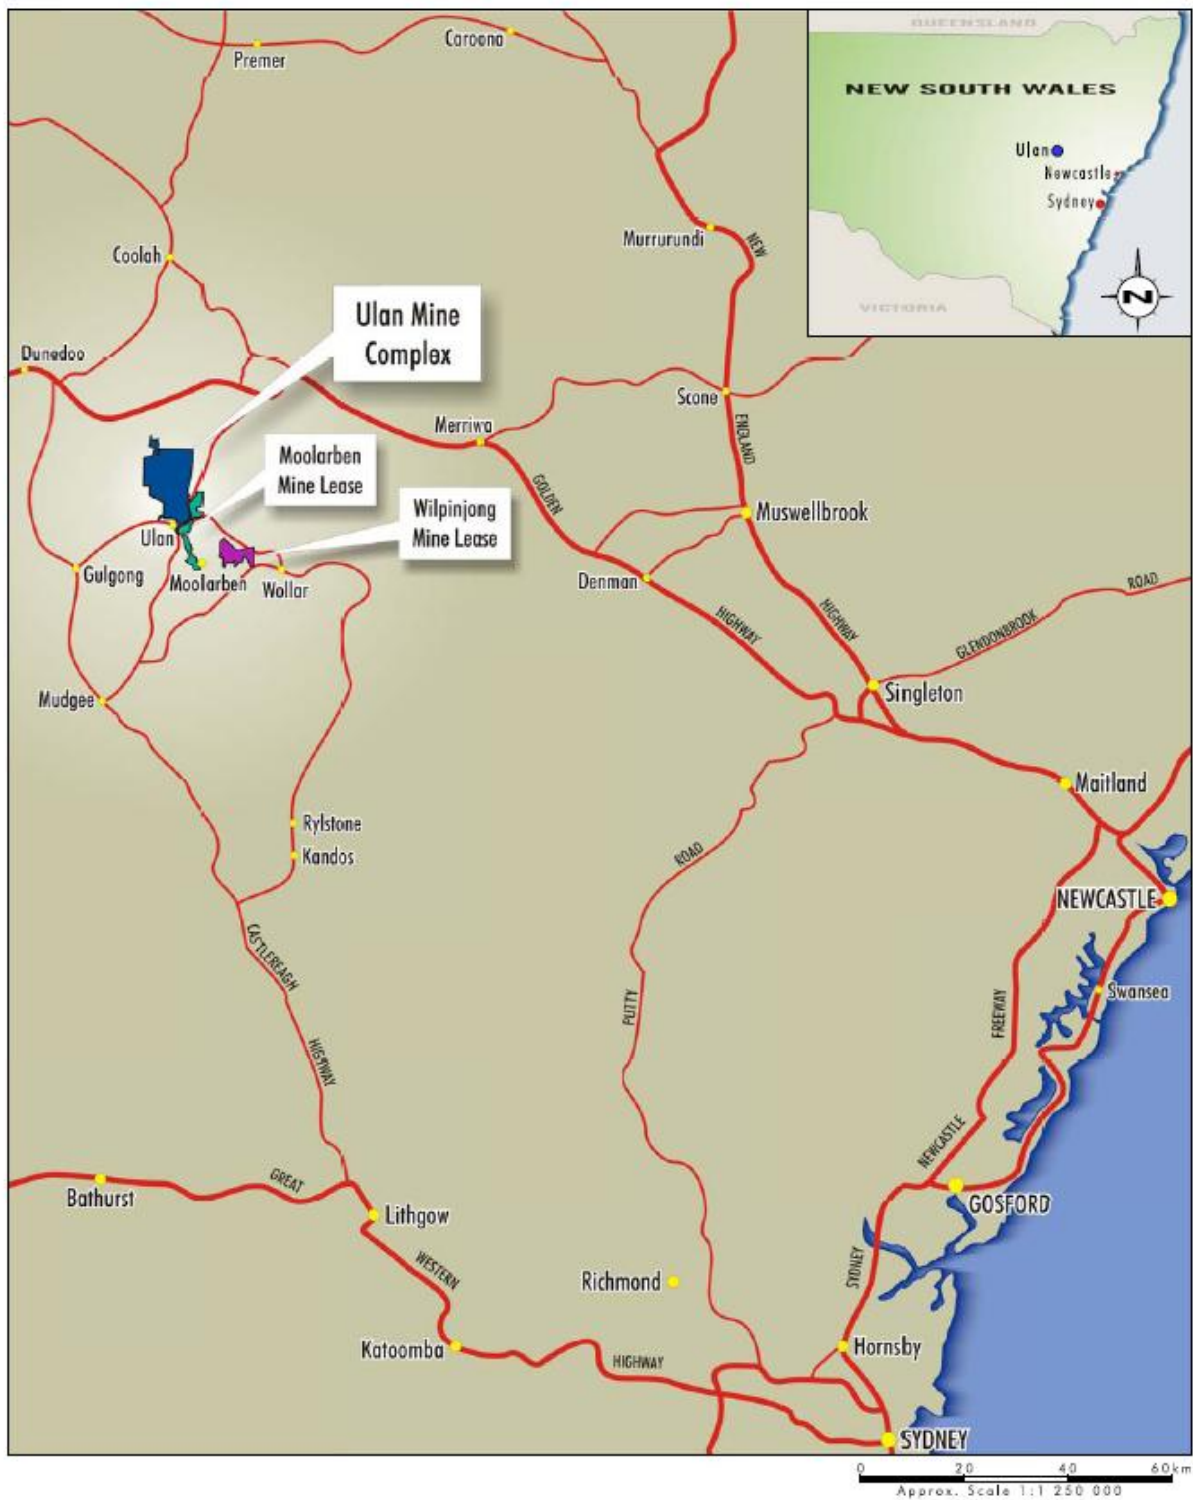 QUEENSLAND
Caroona
Premer
NEW SOUTH WALES
Ulan
Newcastle
Sydney
Murrurundi
NEW
Coolah
N
VICTORIA
Ulan Mine
Complex
Dunedoo
Scone
Merriwa
ENGLAND
Moolarben
Mine Lease
GOLDEN
Wilpinjong
Mine Lease
Muswellbrook
Ulan
Gulgong
Moolarben
Wollar
Denman
ROAD
HIGHWAY
HIGHWAY
GLENDONBROOK
Mudgee
Singleton
Maitland
Rylstone
Kandos
ROAD
NEWCASTLE
CASTLEREAGH
PUTTY
FREEWAY
Swansea
HIGHWAY
NEWCASTLE
Bathurst
GREAT
Lithgow
GOSFORD
WESTERN
SYDNEY
Richmond
Katoomba
HIGHWAY
Hornsby
SYDNEY
0 20 40 60km
Approx. Scale 1:1 250 000